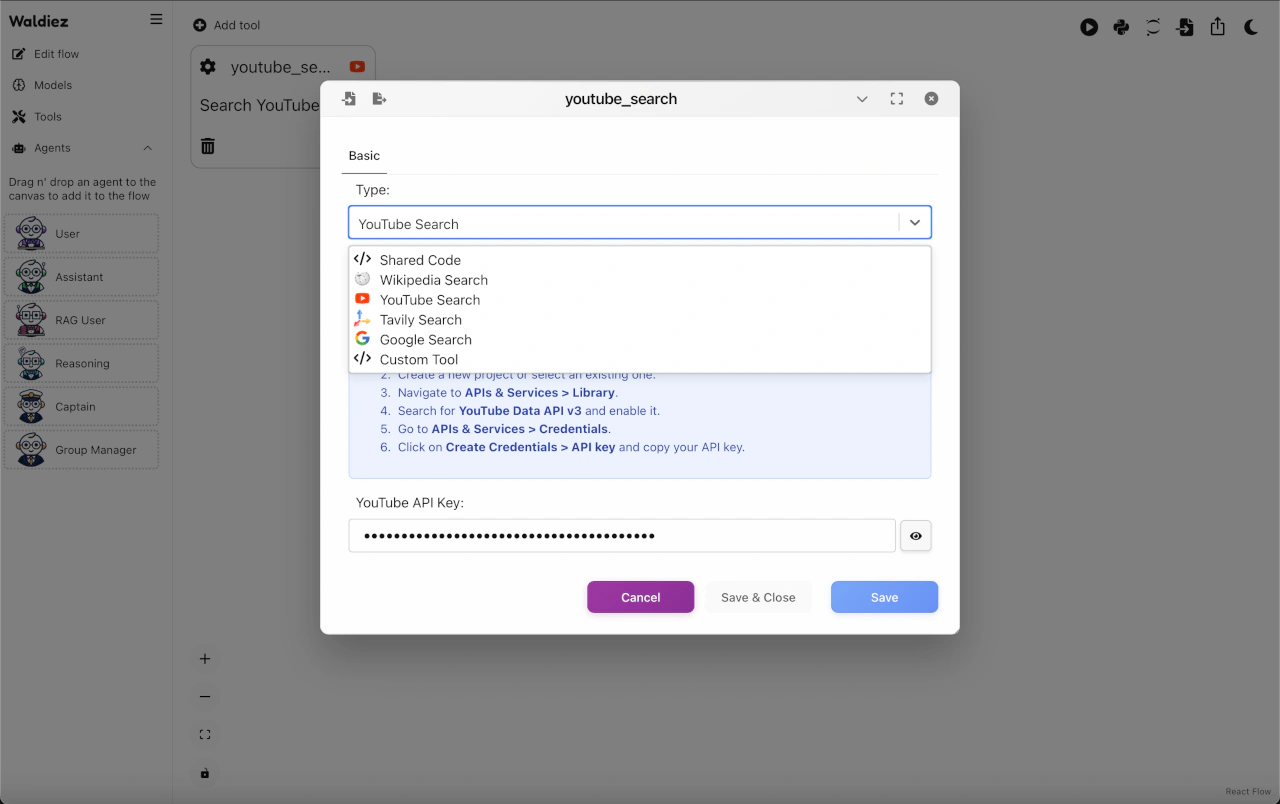 Waldiez
Edit flow
Models
Tools
Agents
Drag n' drop an agent to the
canvas to add it to the flow
User
Assistant
RAG User
Reasoning
Captain
Group Manager
Add tool
youtube_se...
Search YouTube
youtube_search
Basic
Type:
YouTube Search
Shared Code
Wikipedia Search
YouTube Search
Tavily Search
Google Search
Custom Tool
2. Create a new project or select an existing one.
3. Navigate to APIs & Services > Library.
4. Search for YouTube Data API v3 and enable it.
5. Go to APIs & Services > Credentials.
6. Click on Create Credentials > API key and copy your API key.
YouTube API Key:
Cancel
Save & Close
Save
React Flow